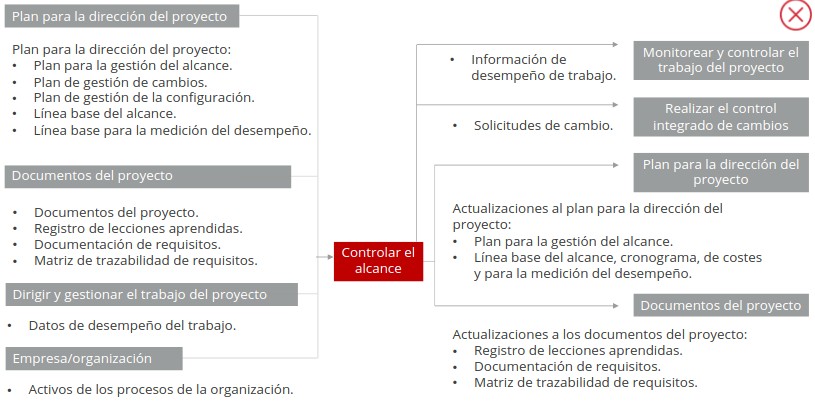 Plan para la dirección del proyecto
Plan para la dirección del proyecto:
• Plan para la gestión del alcance.
• Plan de gestión de cambios.
• Plan de gestión de la configuración.
• Línea base del alcance.
• Línea base para la medición del desempeño.
Documentos del proyecto
• Documentos del proyecto.
• Registro de lecciones aprendidas.
• Documentación de requisitos.
• Matriz de trazabilidad de requisitos.
Dirigir y gestionar el trabajo del proyecto
• Datos de desempeño del trabajo.
Empresa/organización
• Activos de los procesos de la organización.
Controlar el
alcance
• Información de
desempeño de trabajo.
Monitorear y controlar el
trabajo del proyecto
• Solicitudes de cambio.
Realizar el control
integrado de cambios
Plan para la dirección del
proyecto
Actualizaciones al plan para la dirección del
proyecto:
• Plan para la gestión del alcance.
• Línea base del alcance, cronograma, de costes
y para la medición del desempeño.
Documentos del proyecto
Actualizaciones a los documentos del proyecto:
• Registro de lecciones aprendidas.
• Documentación de requisitos.
• Matriz de trazabilidad de requisitos.